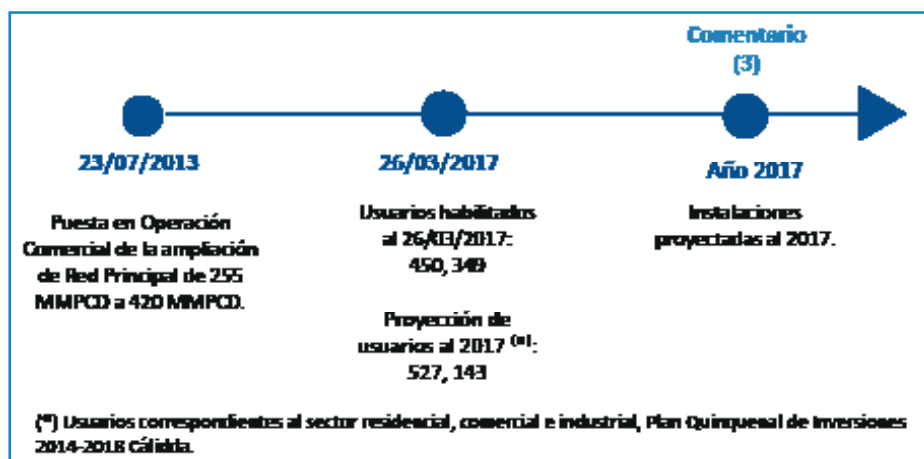 Comentario
(3)
23/07/2013
26/03/2017
Año 2017
Puesta en Operación
Comercial de la ampliación
de Red Principal de 255
MMPCD a 420 MMPCD.
Usuarios habilitados
al 26/03/2017:
450, 349
Proyección de
usuarios al 2017 (*):
527, 143
Instalaciones
proyectadas al 2017.
(*) Usuarios correspondientes al sector residencial, comercial e industrial, Plan Quinquenal de Inversiones
2014-2018 Cálidda.